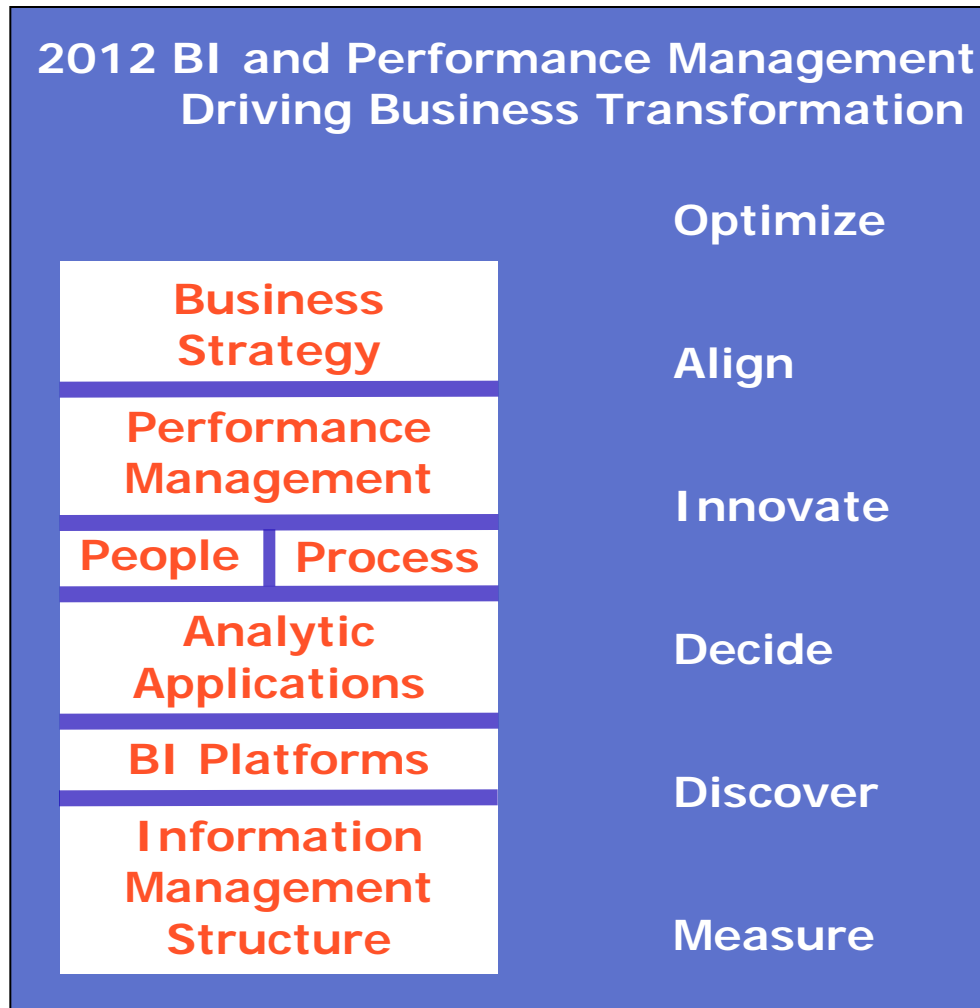 2012 BI and Performance Management
Driving Business Transformation
Business
Strategy
Performance
Management
People Process
Analytic
Applications
BI Platforms
Information
Management
Structure
Optimize
Align
Innovate
Decide
Discover
Measure